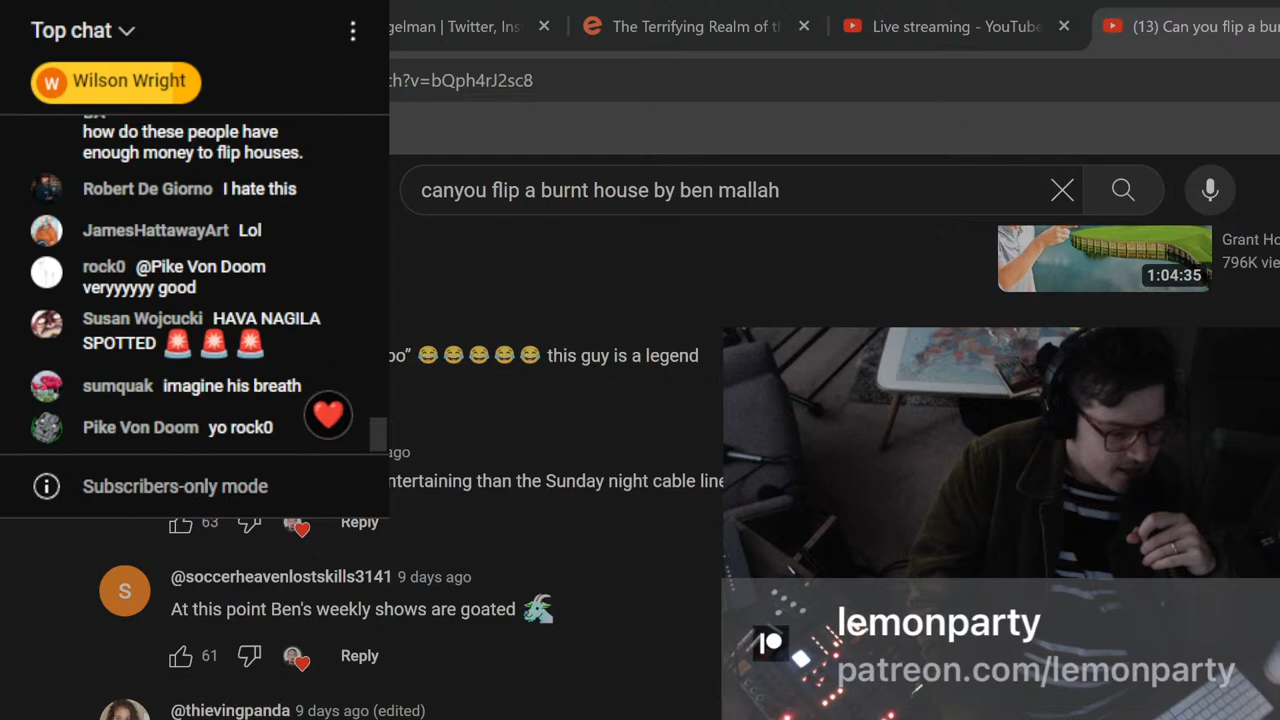 Top chat
Wilson Wright
how do these people have
enough money to flip houses.
Robert De Giorno I hate this
JamesHattawayArt Lol
rock0 @Pike Von Doom
veryyyyyy good
Susan Wojcucki HAVA NAGILA
SPOTTED 🚨 🚨 🚨
sumquak imagine his breath
Pike Von Doom yo rock0
Subscribers-only mode
gelman | Twitter, Ins
The Terrifying Realm of th
Live streaming - YouTube
(13) Can you flip a bur
ch?v=bQph4rJ2sc8
canyou flip a burnt house by ben mallah
1:04:35
Grant Ho
796K vie
oo” 😂 😂 😂 😂 😂 this guy is a legend
ago
ntertaining than the Sunday night cable line
63
Reply
S
@soccerheavenlostskills3141 9 days ago
At this point Ben's weekly shows are goated
61
Reply
@thievingpanda 9 days ago (edited)
lemonparty
patreon.com/lemonparty